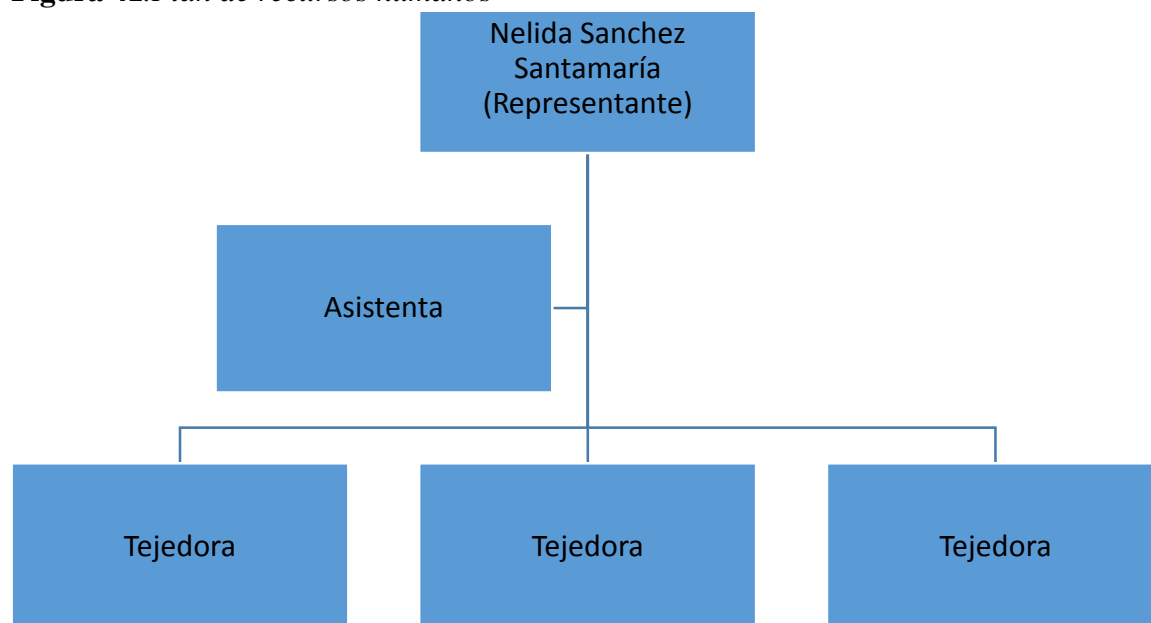 Nelida Sanchez
Santamaría
(Representante)
Asistenta
Tejedora
Tejedora
Tejedora